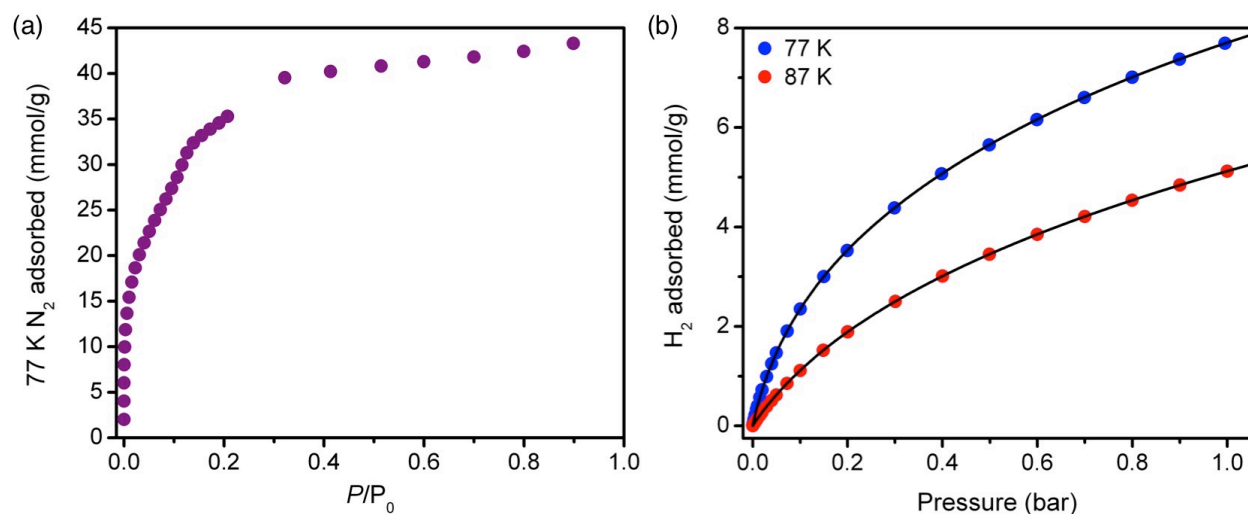 (a)
45
40
35
30
25
20
15
10
5
0
77 K N₂ adsorbed (mmol/g)
0.0 0.2 0.4 0.6 0.8 1.0
P/P₀
(b)
77 K
87 K
8
6
4
2
0
H₂ adsorbed (mmol/g)
0.0 0.2 0.4 0.6 0.8 1.0
Pressure (bar)